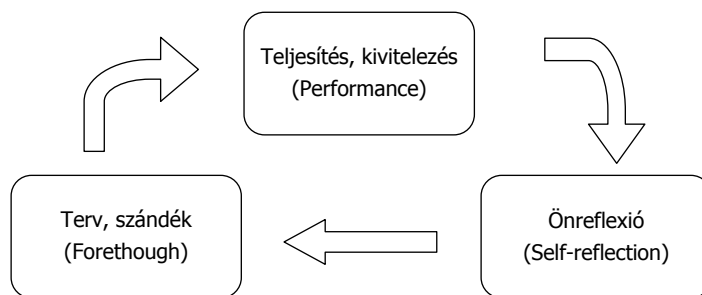 Teljesítés, kivitelezés
(Performance)
Terv, szándék
(Forethough)
Önreflexió
(Self-reflection)